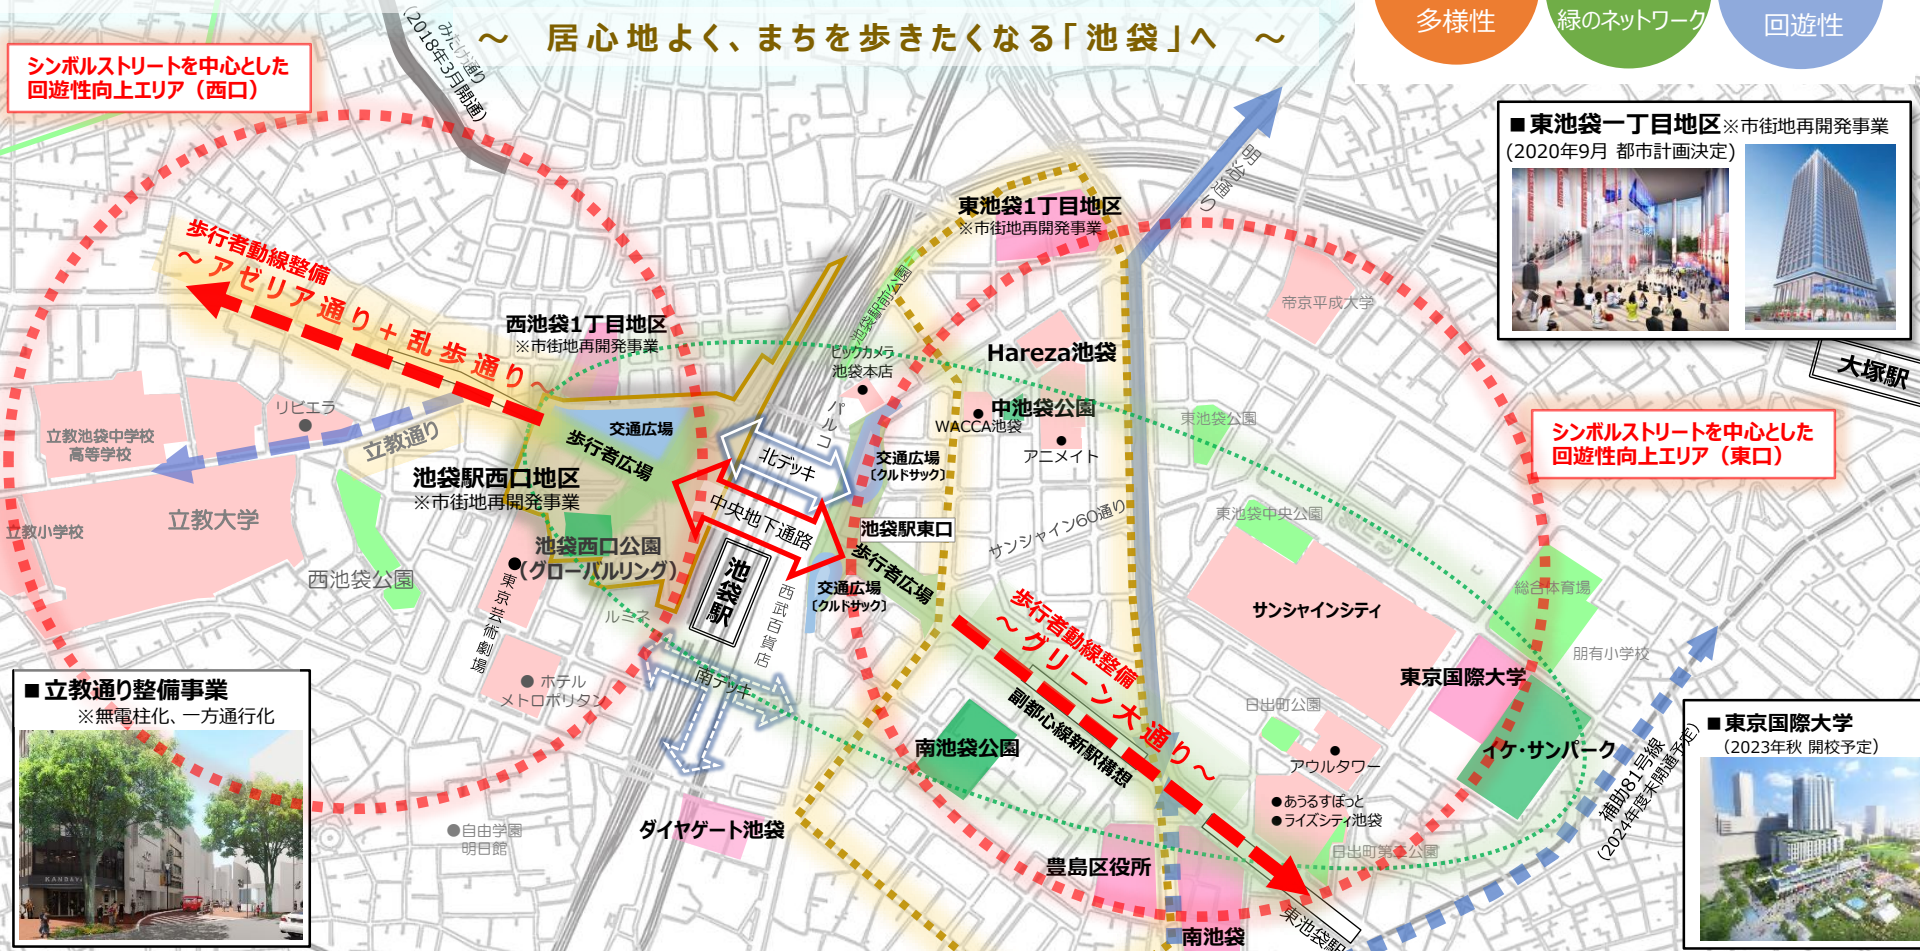 ～ 居心地よく、まちを歩きたくなる「池袋」へ ～
多様性
緑のネットワーク
回遊性
シンボルストリートを中心とした
回遊性向上エリア（西口）
みたけ通り
（2018年3月開通）
■東池袋一丁目地区※市街地再開発事業
(2020年9月 都市計画決定)
明治通り
東池袋1丁目地区
※市街地再開発事業
歩行者動線整備
～アゼリア通り＋乱歩通り～
池袋駅前公園
帝京平成大学
西池袋1丁目地区
※市街地再開発事業
ビックカメラ
池袋本店
Hareza池袋
大塚駅
パルコ
中池袋公園
WACCA池袋
アニメイト
東池袋公園
リビエラ
立教通り
立教池袋中学校
高等学校
交通広場
歩行者広場
北デッキ
交通広場
〔クルドサック〕
シンボルストリートを中心とした
回遊性向上エリア（東口）
池袋駅西口地区
※市街地再開発事業
中央地下通路
池袋駅東口
サンシャイン60通り
東池袋中央公園
立教大学
立教小学校
池袋西口公園
（グローバルリング）
西池袋公園
東京芸術劇場
池袋駅
西武百貨店
ルミネ
交通広場
〔クルドサック〕
歩行者広場
総合体育場
サンシャインシティ
歩行者動線整備
～グリーン大通り～
副都心線新駅構想
朋有小学校
東京国際大学
南デッキ
ホテル
メトロポリタン
日出町公園
■立教通り整備事業
※無電柱化、一方通行化
KANDAYA
南池袋公園
アウルタワー
イケ・サンパーク
■東京国際大学
（2023年秋 開校予定）
補助81号線
（2024年度末開通予定）
●あうるすぽっと
●ライズシティ池袋
ダイヤゲート池袋
●自由学園
明日館
日出町第二公園
豊島区役所
東池袋駅
南池袋